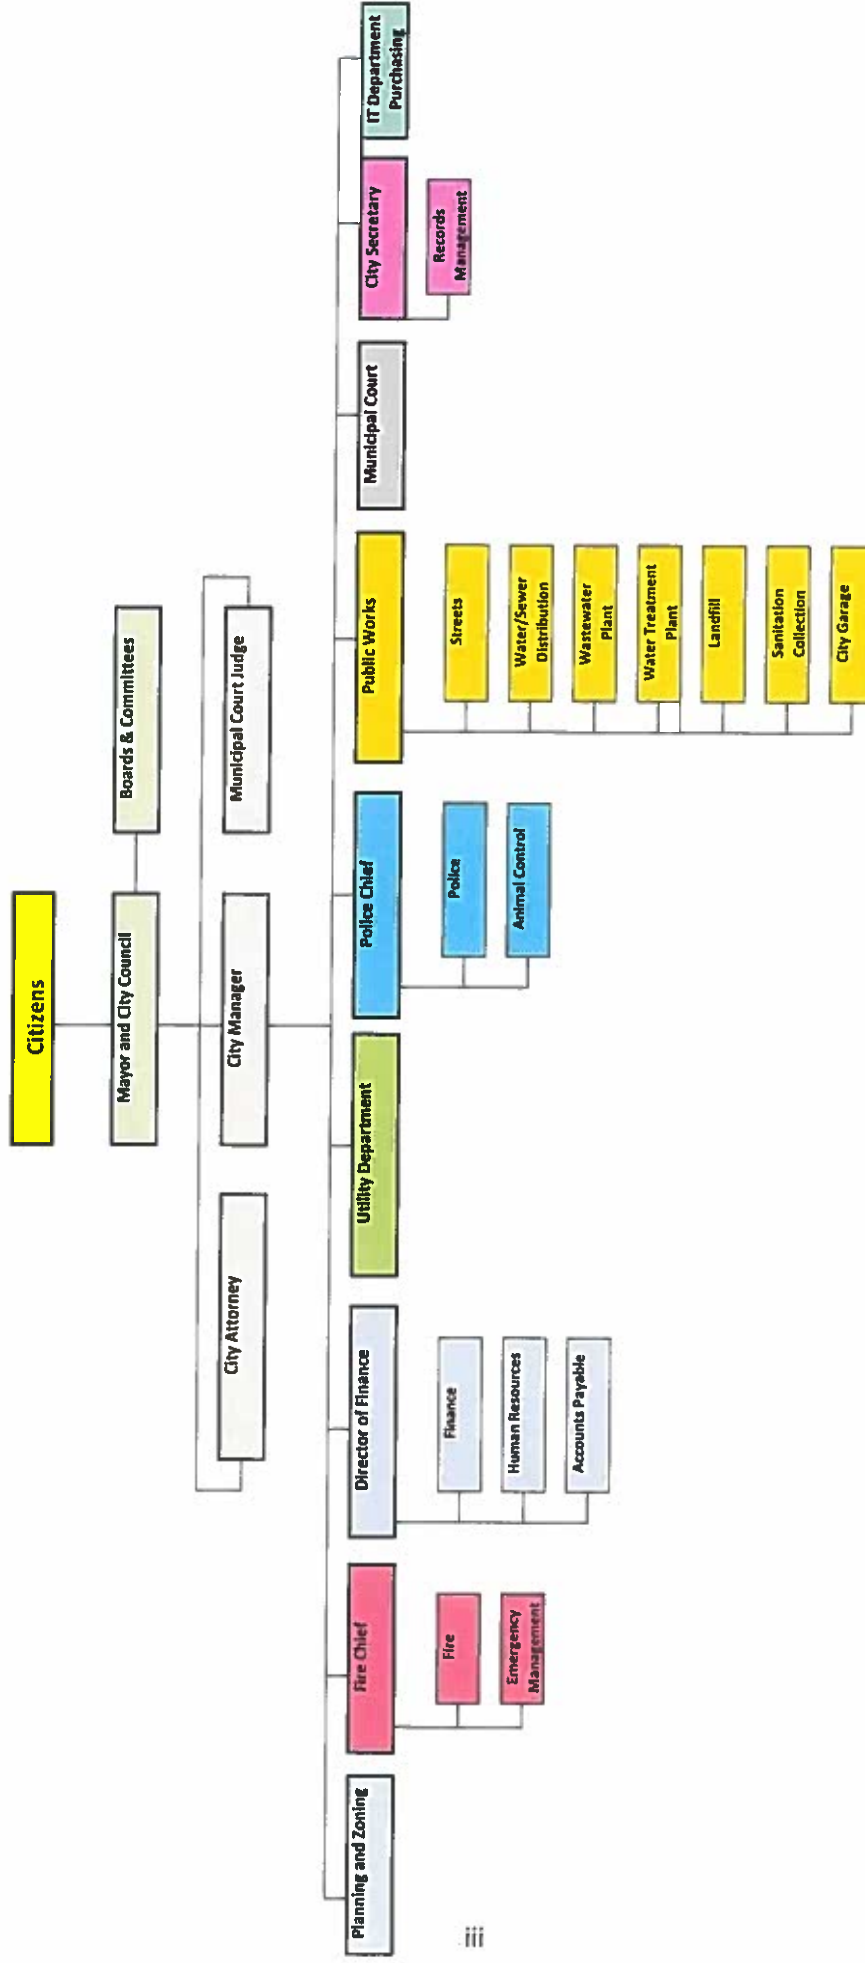 Citizens
Mayor and City Council
Boards & Committees
City Attorney
City Manager
Municipal Court Judge
Planning and Zoning
Fire Chief
Director of Finance
Utility Department
Police Chief
Public Works
Municipal Court
City Secretary
IT Department
Purchasing
Fire
Emergency
Management
Finance
Human Resources
Accounts Payable
Police
Animal Control
Streets
Water/Sewer
Distribution
Wastewater
Plant
Water Treatment
Plant
Landfill
Sanitation
Collection
City Garage
Records
Management
iii